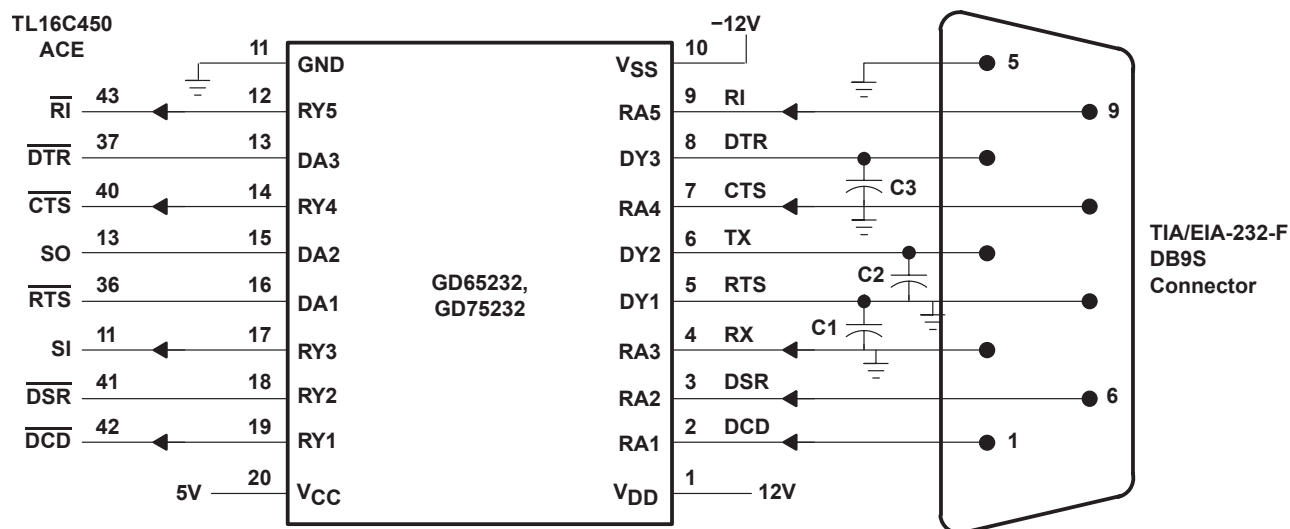 TL16C450
ACE
11 GND VSS 10 −12V 5
RI 43 12 RY5 RA5 9 RI 9
DTR 37 13 DA3 DY3 8 DTR
C3
CTS 40 14 RY4 RA4 7 CTS
SO 13 15 DA2 DY2 6 TX
C2
RTS 36 16 DA1 DY1 5 RTS
C1
SI 11 17 RY3 RA3 4 RX
DSR 41 18 RY2 RA2 3 DSR 6
DCD 42 19 RY1 RA1 2 DCD 1
5V 20 VCC VDD 1 12V
GD65232,
GD75232
TIA/EIA-232-F
DB9S
Connector